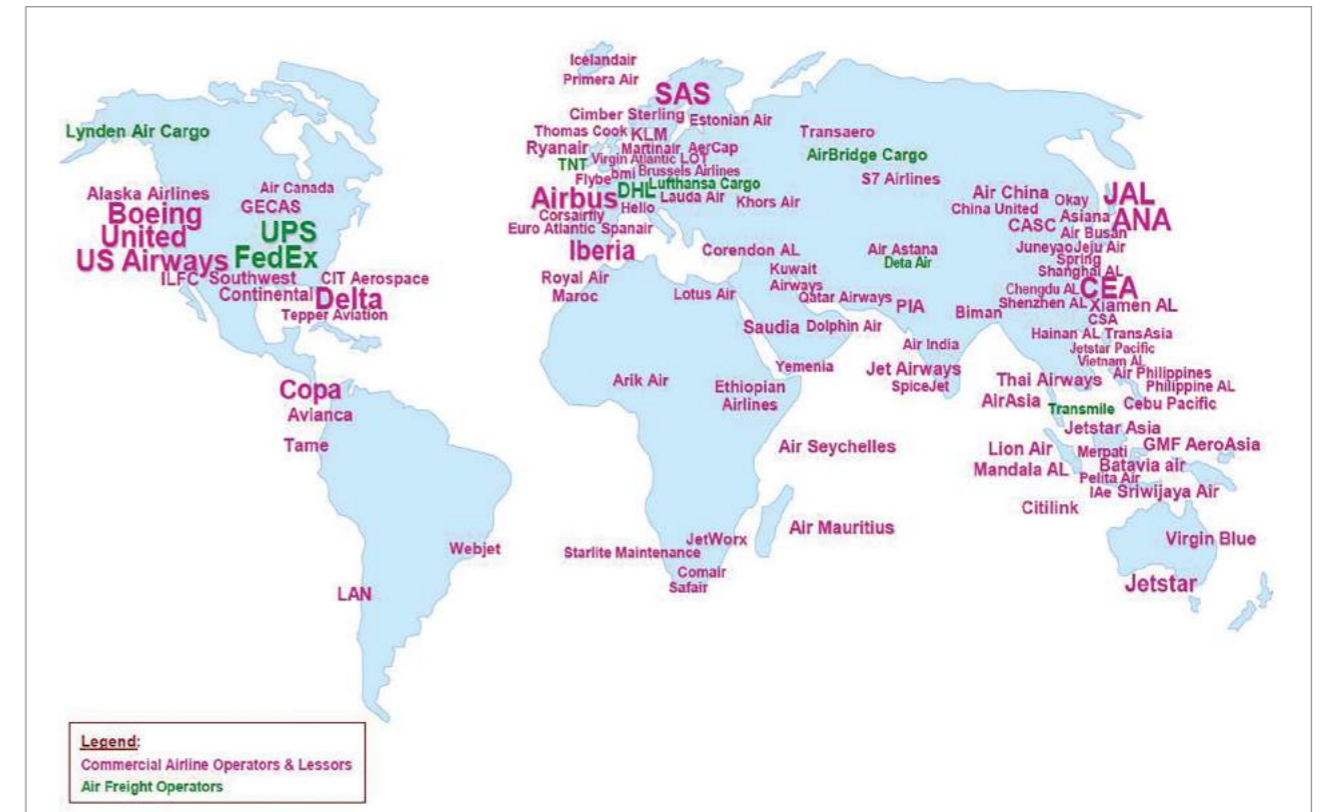 Icelandair
Primera Air
SAS
Cimber Sterling
Estonian Air
Lynden Air Cargo
Thomas Cook
KLM
Transaero
Ryanair
Martinair
AerCap
AirBridge Cargo
TNT
Virgin Atlantic
LOT
Flybe
bmi
Brussels Airlines
S7 Airlines
Alaska Airlines
Air Canada
Airbus
DHL
Lufthansa Cargo
Air China
Okay
JAL
Boeing
GECAS
Corsairfly
Hello
Lauda Air
Khors Air
China United
Asiana
ANA
United
UPS
Euro Atlantic
Spanair
CASC
Air Busan
US Airways
FedEx
Iberia
Corendon AL
Air Astana
Juneyao
Jeju Air
Deta Air
Spring
ILFC
Southwest
CIT Aerospace
Royal Air
Maroc
Kuwait
Airways
Shanghai AL
Continental
Delta
Lotus Air
Qatar Airways
PIA
Chengdu AL
CEA
Tepper Aviation
Biman
Shenzhen AL
Xiamen AL
Saudia
Dolphin Air
CSA
Air India
Hainan AL
TransAsia
Jetstar Pacific
Vietnam AL
Yemenia
Jet Airways
Air Philippines
Copa
Arik Air
Ethiopian
Airlines
SpiceJet
Thai Airways
Philippine AL
Avianca
AirAsia
Transmile
Cebu Pacific
Jetstar Asia
Tame
Air Seychelles
Lion Air
Merpati
GMF AeroAsia
Mandala AL
Batavia air
Pelita Air
IAe
Sriwijaya Air
Citilink
Air Mauritius
Webjet
Starlite Maintenance
JetWorx
Virgin Blue
Comair
Safair
Jetstar
LAN
Legend:
Commercial Airline Operators & Lessors
Air Freight Operators